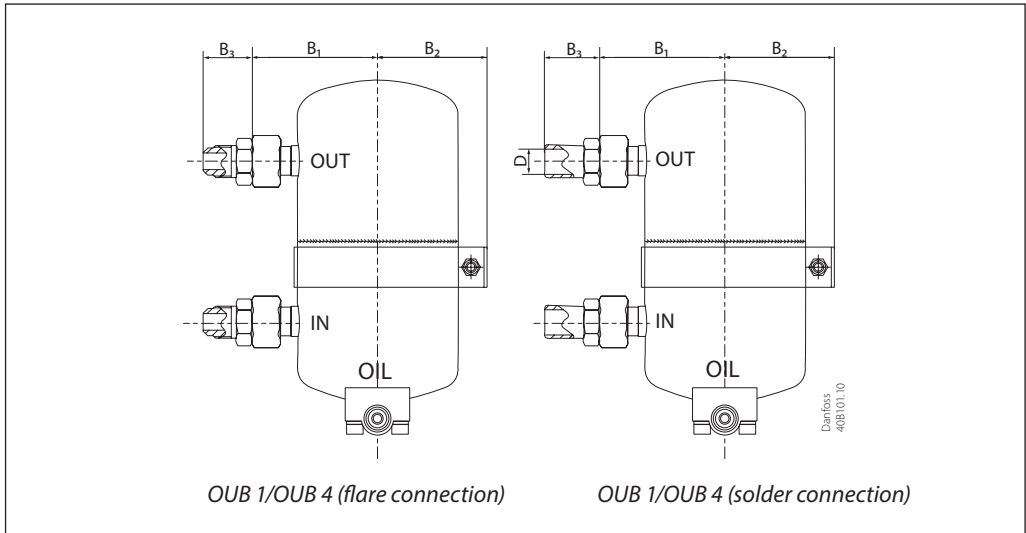 B₃ B₁ B₂
B₃ B₁ B₂
OUT
D
OUT
IN
IN
OIL
OIL
Danfoss
40B101.10
OUB 1/OUB 4 (flare connection)
OUB 1/OUB 4 (solder connection)